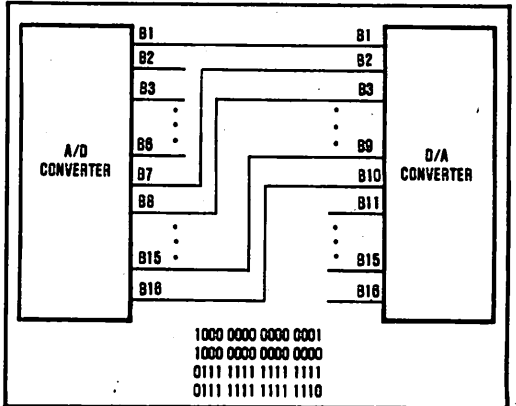 B1 B1
B2 B2
B3 B3
A/D CONVERTER
B6 B9
D/A CONVERTER
B7 B10
B8 B11
B15 B15
B16 B16
1000 0000 0000 0001
1000 0000 0000 0000
0111 1111 1111 1111
0111 1111 1111 1110